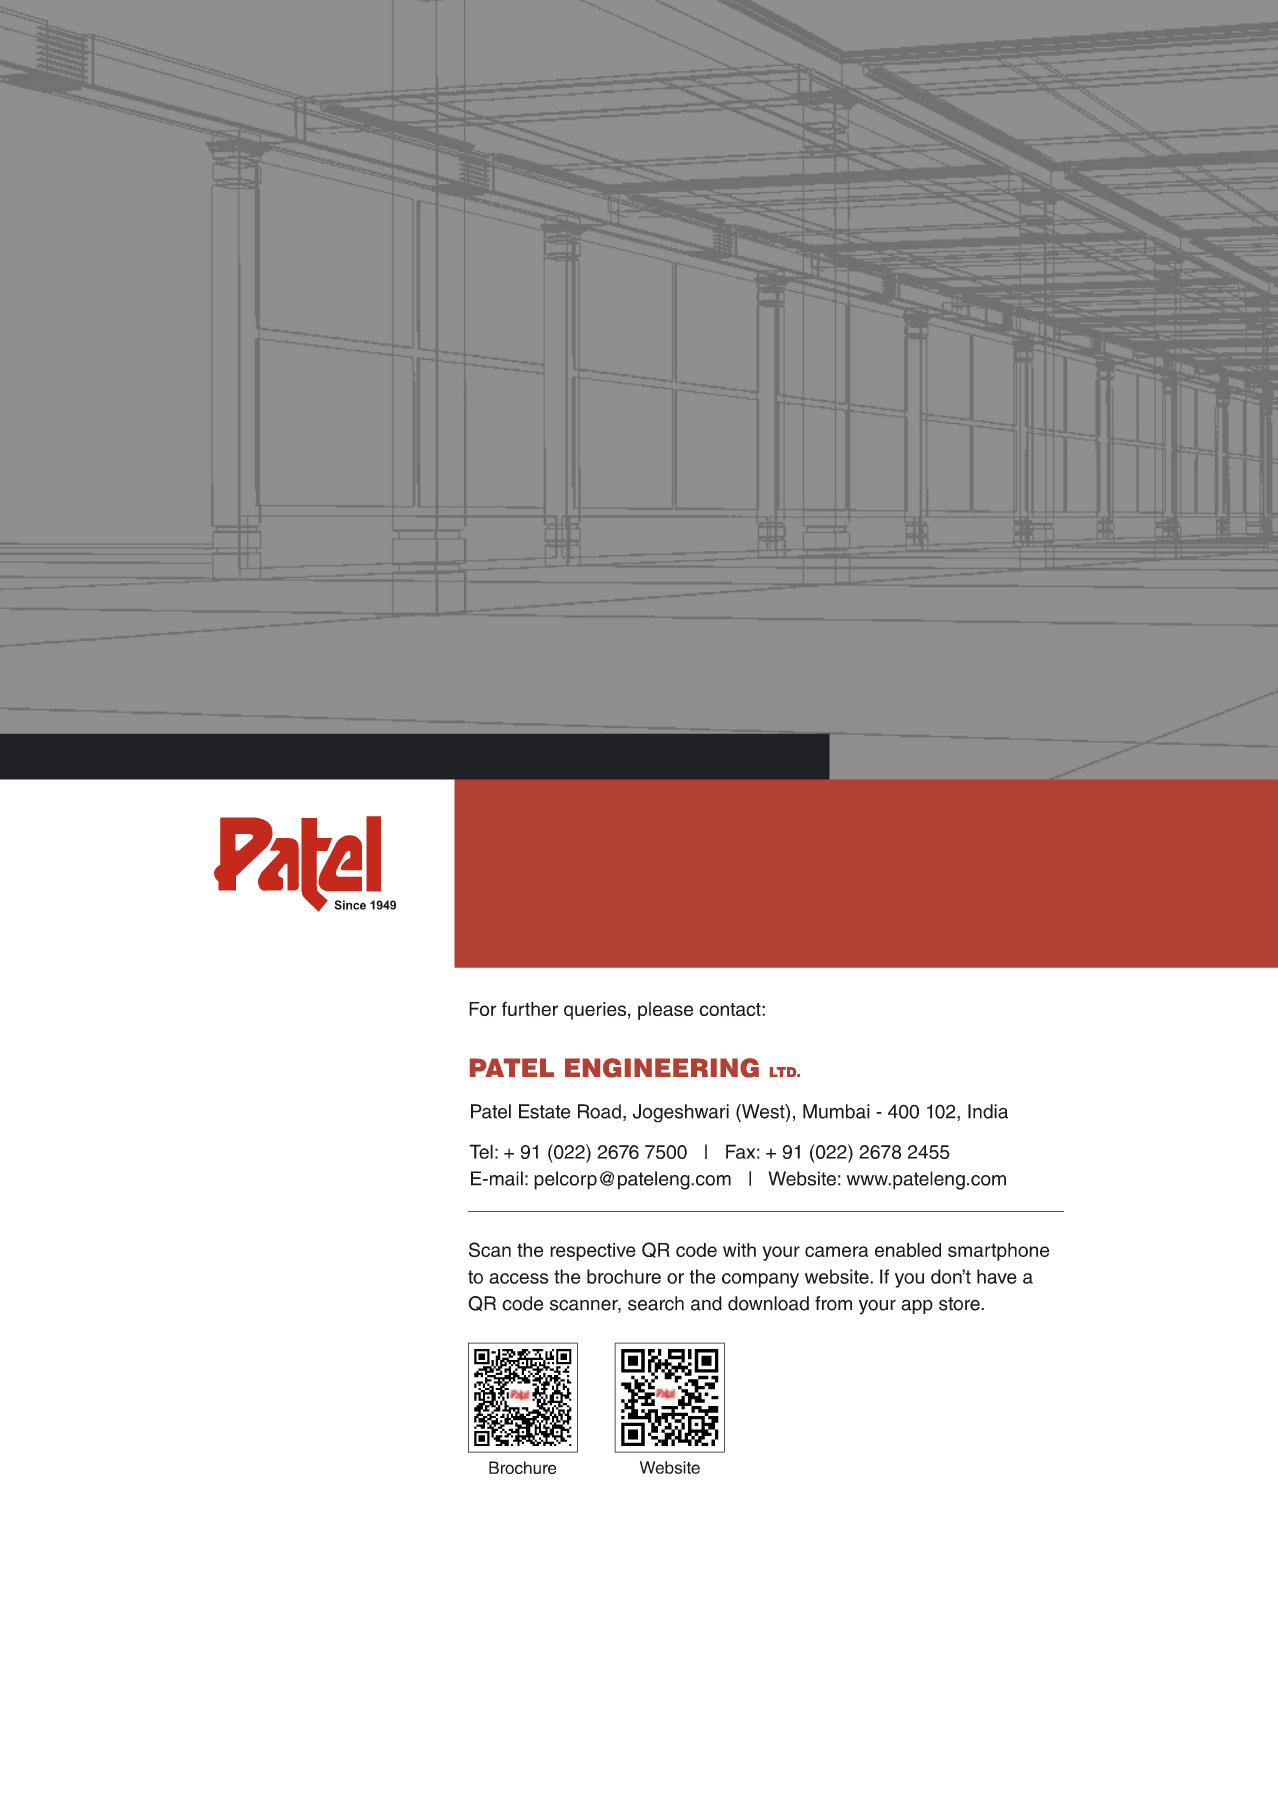 Patel
Since 1949
For further queries, please contact:
PATEL ENGINEERING LTD.
Patel Estate Road, Jogeshwari (West), Mumbai - 400 102, India
Tel: + 91 (022) 2676 7500 | Fax: + 91 (022) 2678 2455
E-mail: pelcorp@pateleng.com | Website: www.pateleng.com
Scan the respective QR code with your camera enabled smartphone
to access the brochure or the company website. If you don’t have a
QR code scanner, search and download from your app store.
Patel Patel
Brochure Website